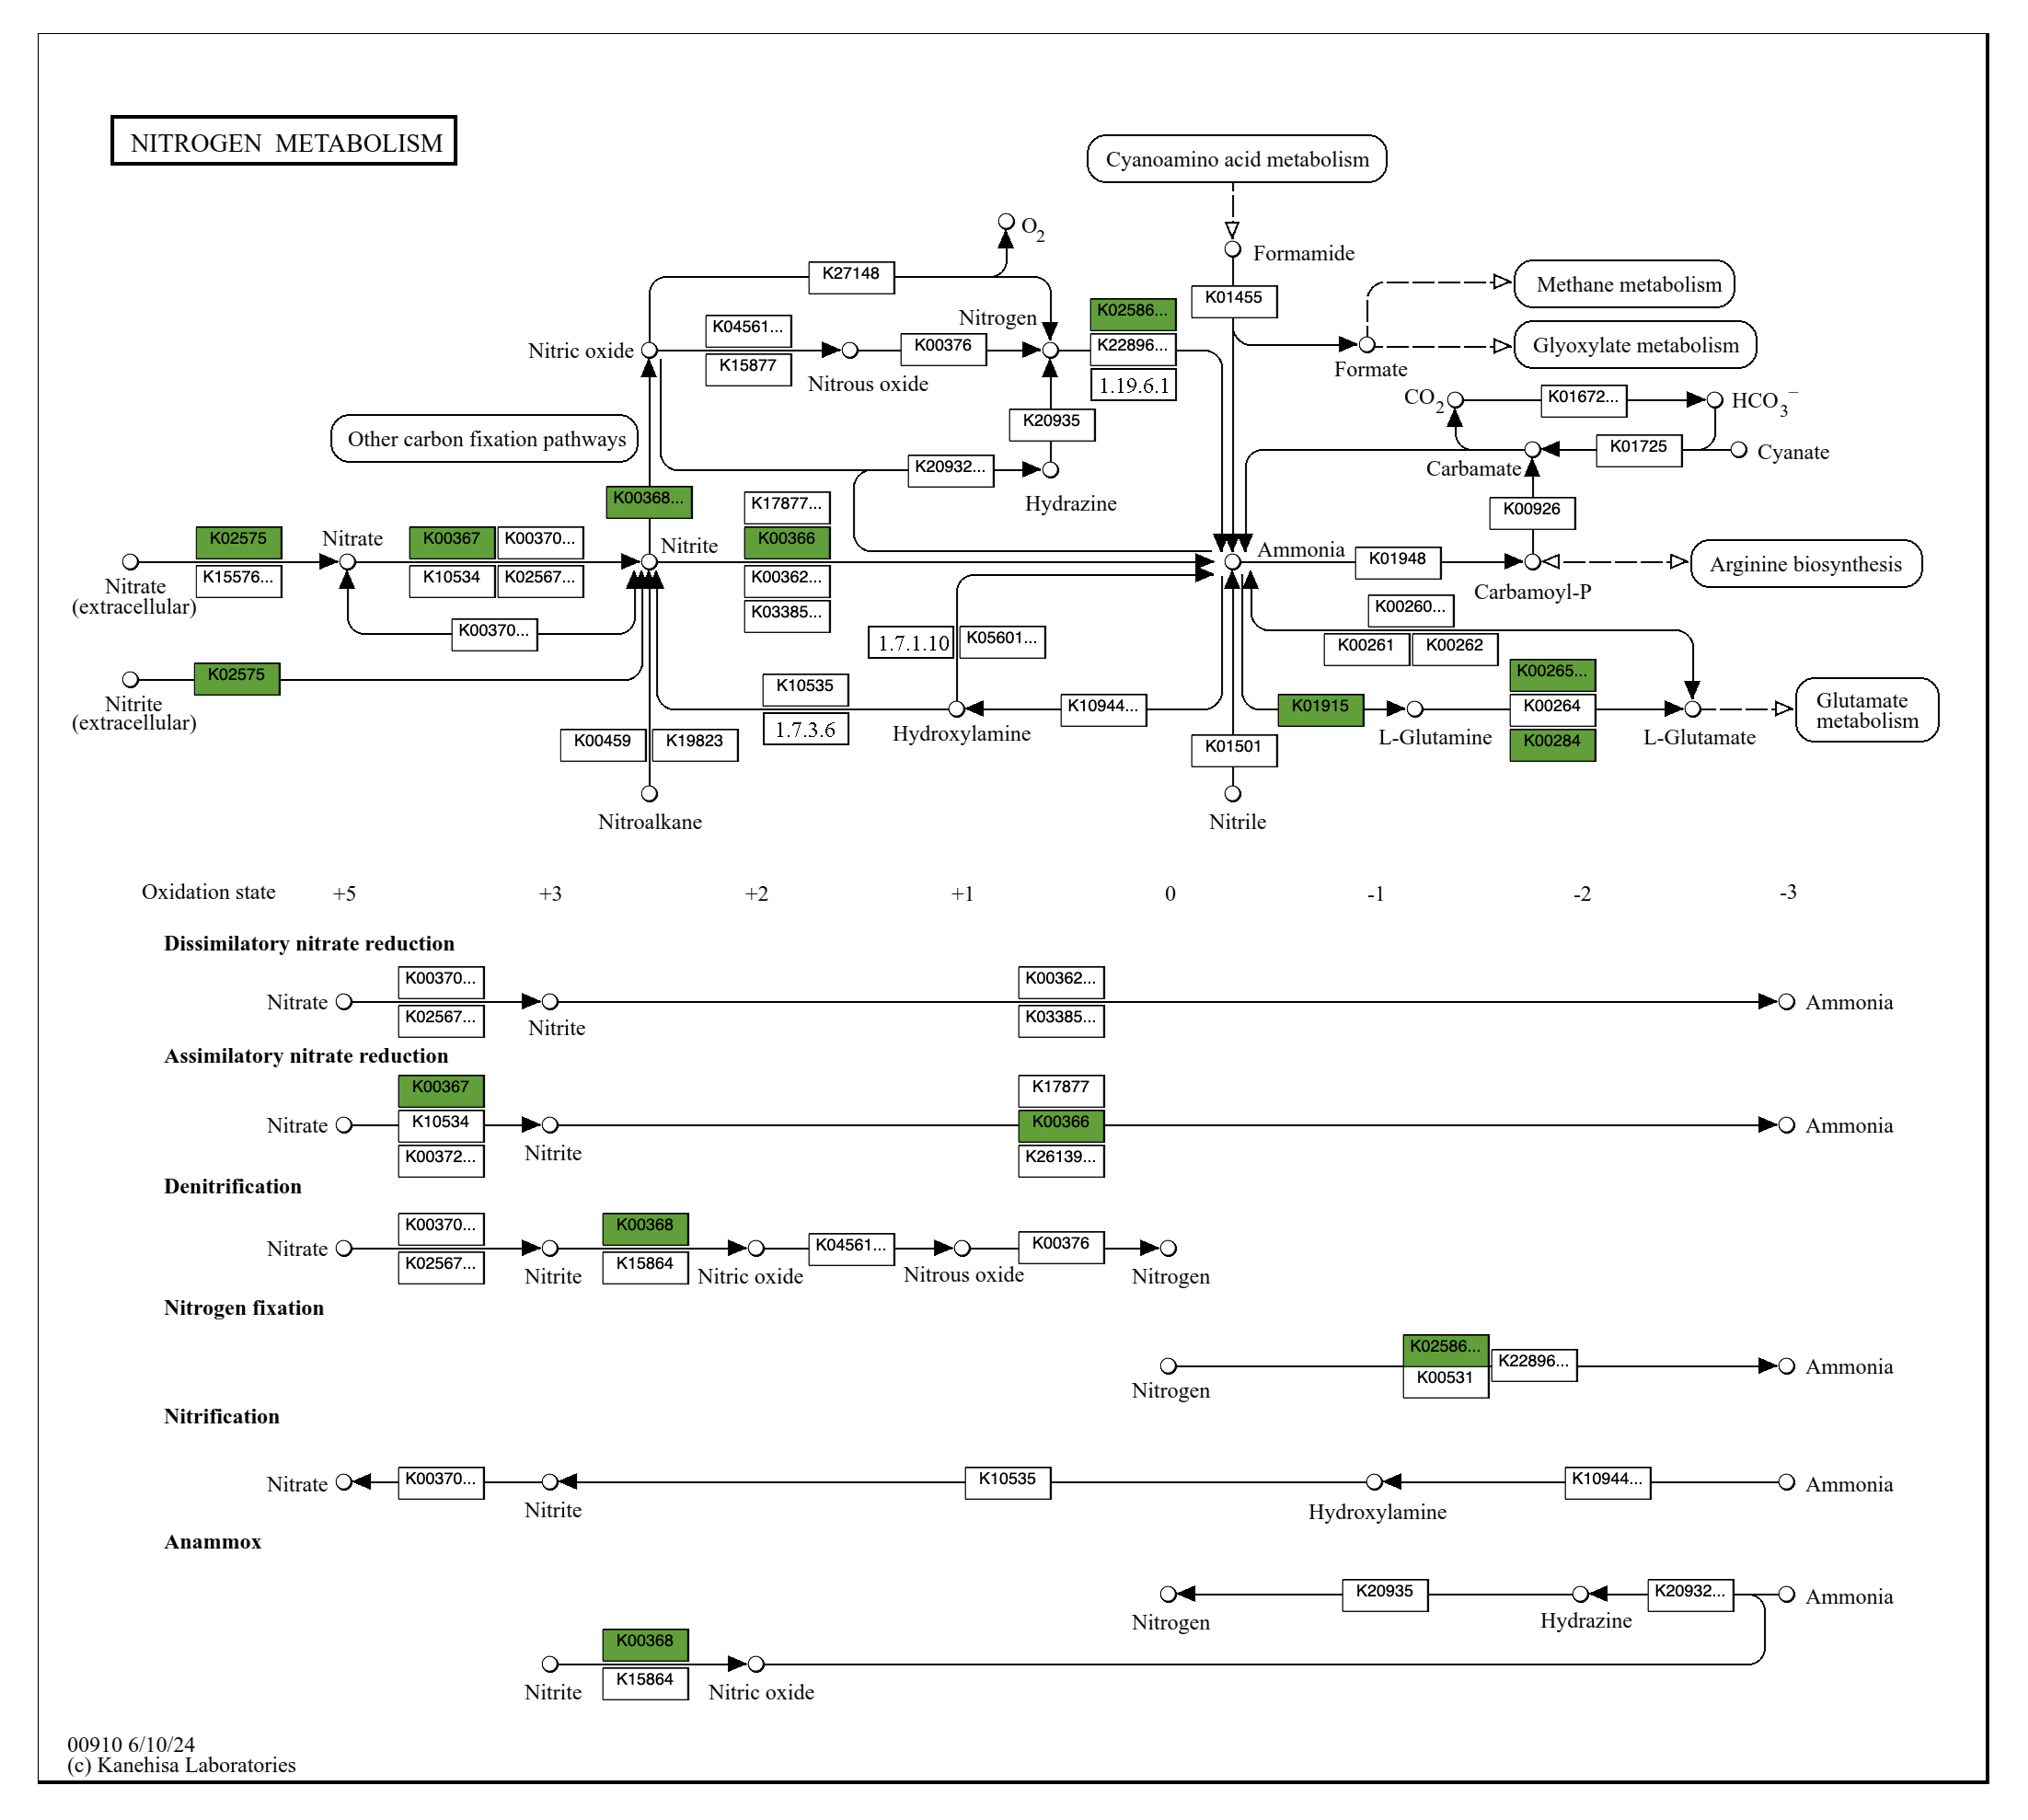 NITROGEN METABOLISM
Cyanoamino acid metabolism
O2
Formamide
K27148
K01455
Methane metabolism
Nitrogen
K02586...
K04561...
Nitric oxide
K00376
K22896...
Glyoxylate metabolism
K15877
Nitrous oxide
1.19.6.1
Formate
CO2
K01672...
HCO3−
K20935
Other carbon fixation pathways
K01725
Cyanate
K20932...
Carbamate
Hydrazine
K00368...
K17877...
K00926
K02575
Nitrate
K00367
K00370...
Nitrite
K00366
Ammonia
K01948
Arginine biosynthesis
K15576...
K10534
K02567...
K00362...
Carbamoyl-P
Nitrate
(extracellular)
K03385...
K00260...
K00370...
1.7.1.10
K05601...
K00261
K00262
K02575
K10535
K00265...
Nitrite
(extracellular)
K10944...
K01915
K00264
Glutamate
metabolism
1.7.3.6
Hydroxylamine
L-Glutamine
L-Glutamate
K00459
K19823
K01501
K00284
Nitroalkane
Nitrile
Oxidation state +5 +3 +2 +1 0 -1 -2 -3
Dissimilatory nitrate reduction
K00370...
K00362...
Nitrate
Ammonia
K02567...
K03385...
Nitrite
Assimilatory nitrate reduction
K00367
K17877
Nitrate
K10534
K00366
Ammonia
K00372...
Nitrite
K26139...
Denitrification
K00370...
K00368
Nitrate
K04561...
K00376
K02567...
Nitrite
K15864
Nitric oxide
Nitrous oxide
Nitrogen
Nitrogen fixation
K02586...
K22896...
Ammonia
K00531
Nitrogen
Nitrification
Nitrate
K00370...
K10535
K10944...
Ammonia
Nitrite
Hydroxylamine
Anammox
K20935
K20932...
Ammonia
Nitrogen
Hydrazine
K00368
K15864
Nitrite
Nitric oxide
00910 6/10/24
(c) Kanehisa Laboratories